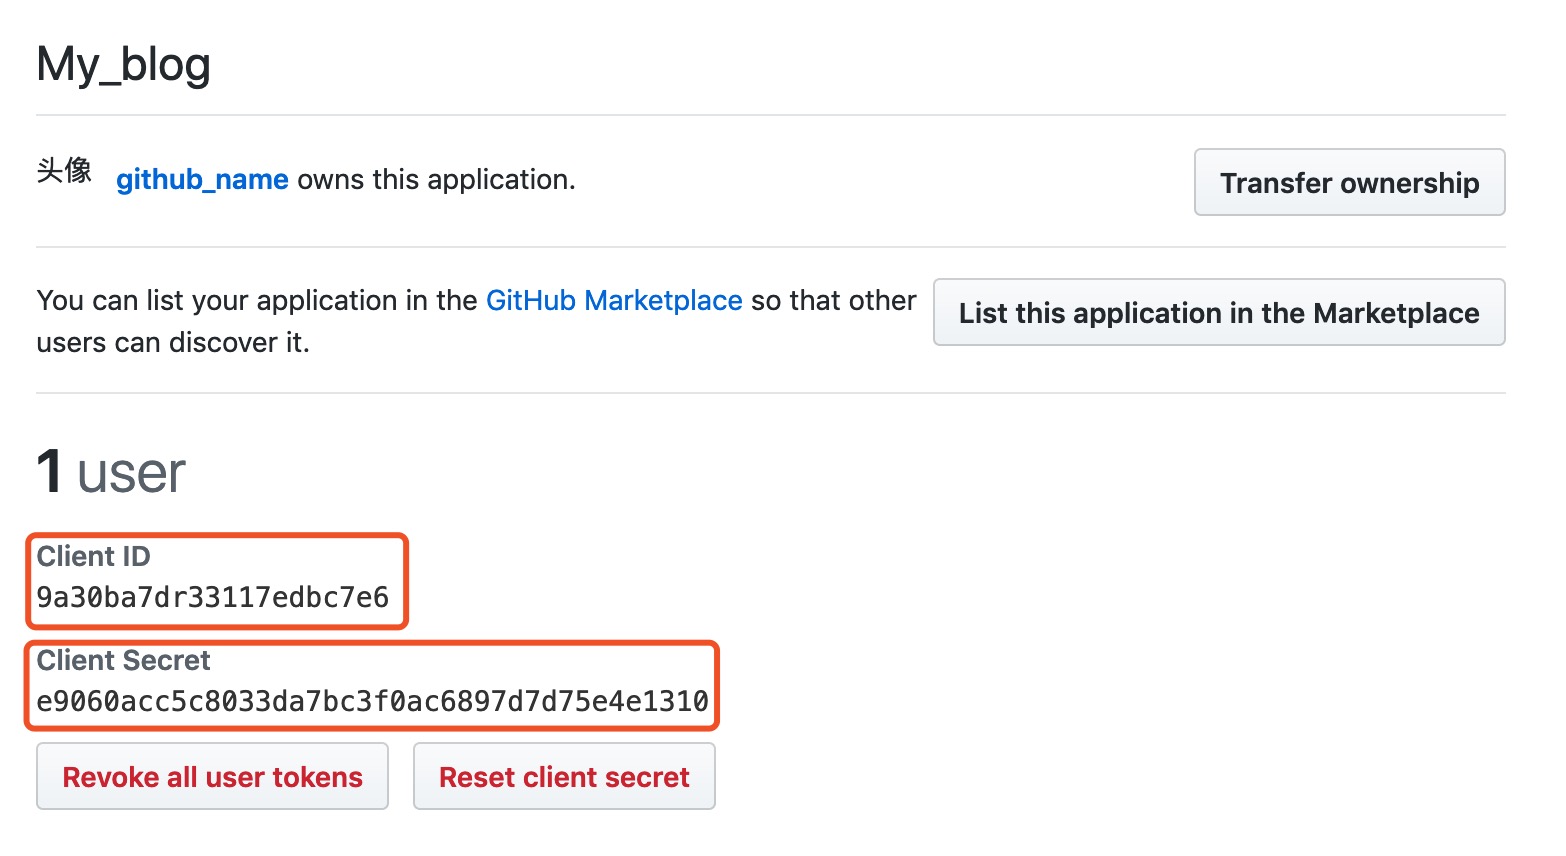 My_blog
头像 github_name owns this application.
Transfer ownership
You can list your application in the GitHub Marketplace so that other
users can discover it.
List this application in the Marketplace
1 user
Client ID
9a30ba7dr33117edbc7e6
Client Secret
e9060acc5c8033da7bc3f0ac6897d7d75e4e1310
Revoke all user tokens
Reset client secret